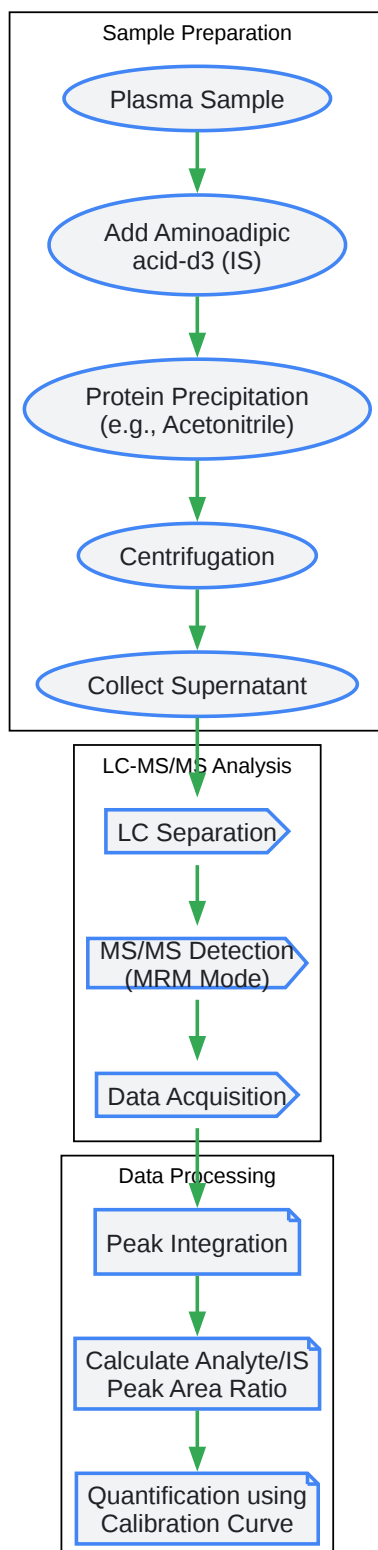 Sample Preparation
Plasma Sample
Add Aminoadipic
acid-d3 (IS)
Protein Precipitation
(e.g., Acetonitrile)
Centrifugation
Collect Supernatant
LC-MS/MS Analysis
LC Separation
MS/MS Detection
(MRM Mode)
Data Acquisition
Data Processing
Peak Integration
Calculate Analyte/IS
Peak Area Ratio
Quantification using
Calibration Curve